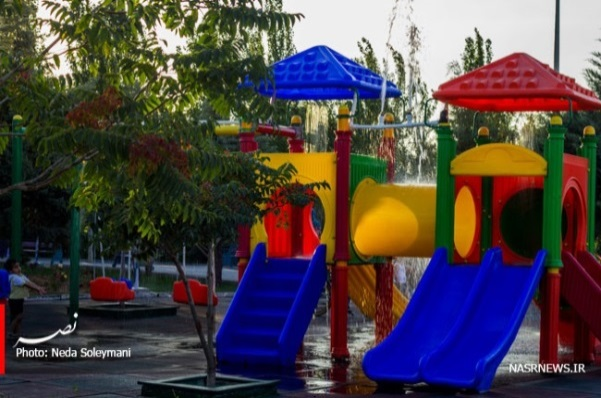 نصر
Photo: Neda Soleymani
NASRNEWS.IR